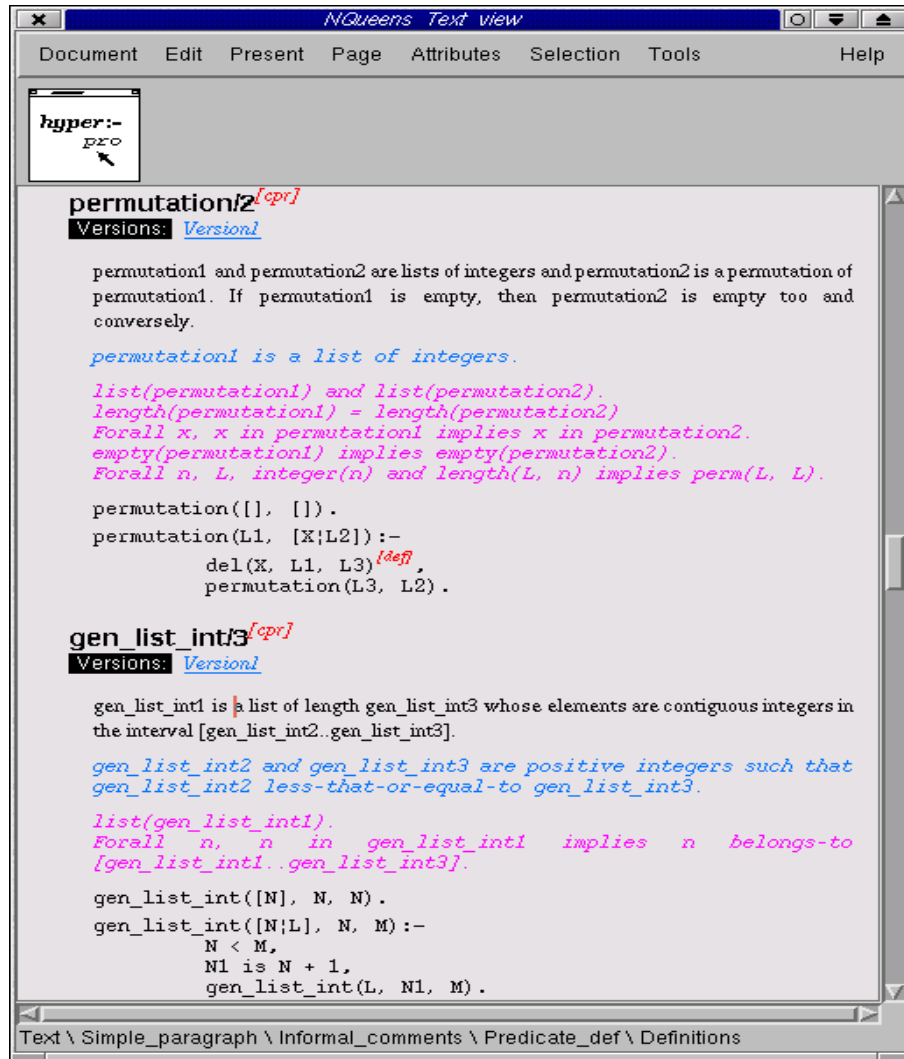 NQueens Text view
Document Edit Present Page Attributes Selection Tools Help
hyper:-
pro
permutation/2[cpr]
Versions: Version1
permutation1 and permutation2 are lists of integers and permutation2 is a permutation of
permutation1. If permutation1 is empty, then permutation2 is empty too and
conversely.
permutation1 is a list of integers.
list(permutation1) and list(permutation2).
length(permutation1) = length(permutation2)
Forall x, x in permutation1 implies x in permutation2.
empty(permutation1) implies empty(permutation2).
Forall n, L, integer(n) and length(L, n) implies perm(L, L).
permutation([], []).
permutation(L1, [X¦L2]):-
del(X, L1, L3)[def],
permutation(L3, L2).
gen_list_int/3[cpr]
Versions: Version1
gen_list_int1 is a list of length gen_list_int3 whose elements are contiguous integers in
the interval [gen_list_int2..gen_list_int3].
gen_list_int2 and gen_list_int3 are positive integers such that
gen_list_int2 less-that-or-equal-to gen_list_int3.
list(gen_list_int1).
Forall n, n in gen_list_int1 implies n belongs-to
[gen_list_int1..gen_list_int3].
gen_list_int([N], N, N).
gen_list_int([N¦L], N, M):-
N < M,
N1 is N + 1,
gen_list_int(L, N1, M).
Text \ Simple_paragraph \ Informal_comments \ Predicate_def \ Definitions